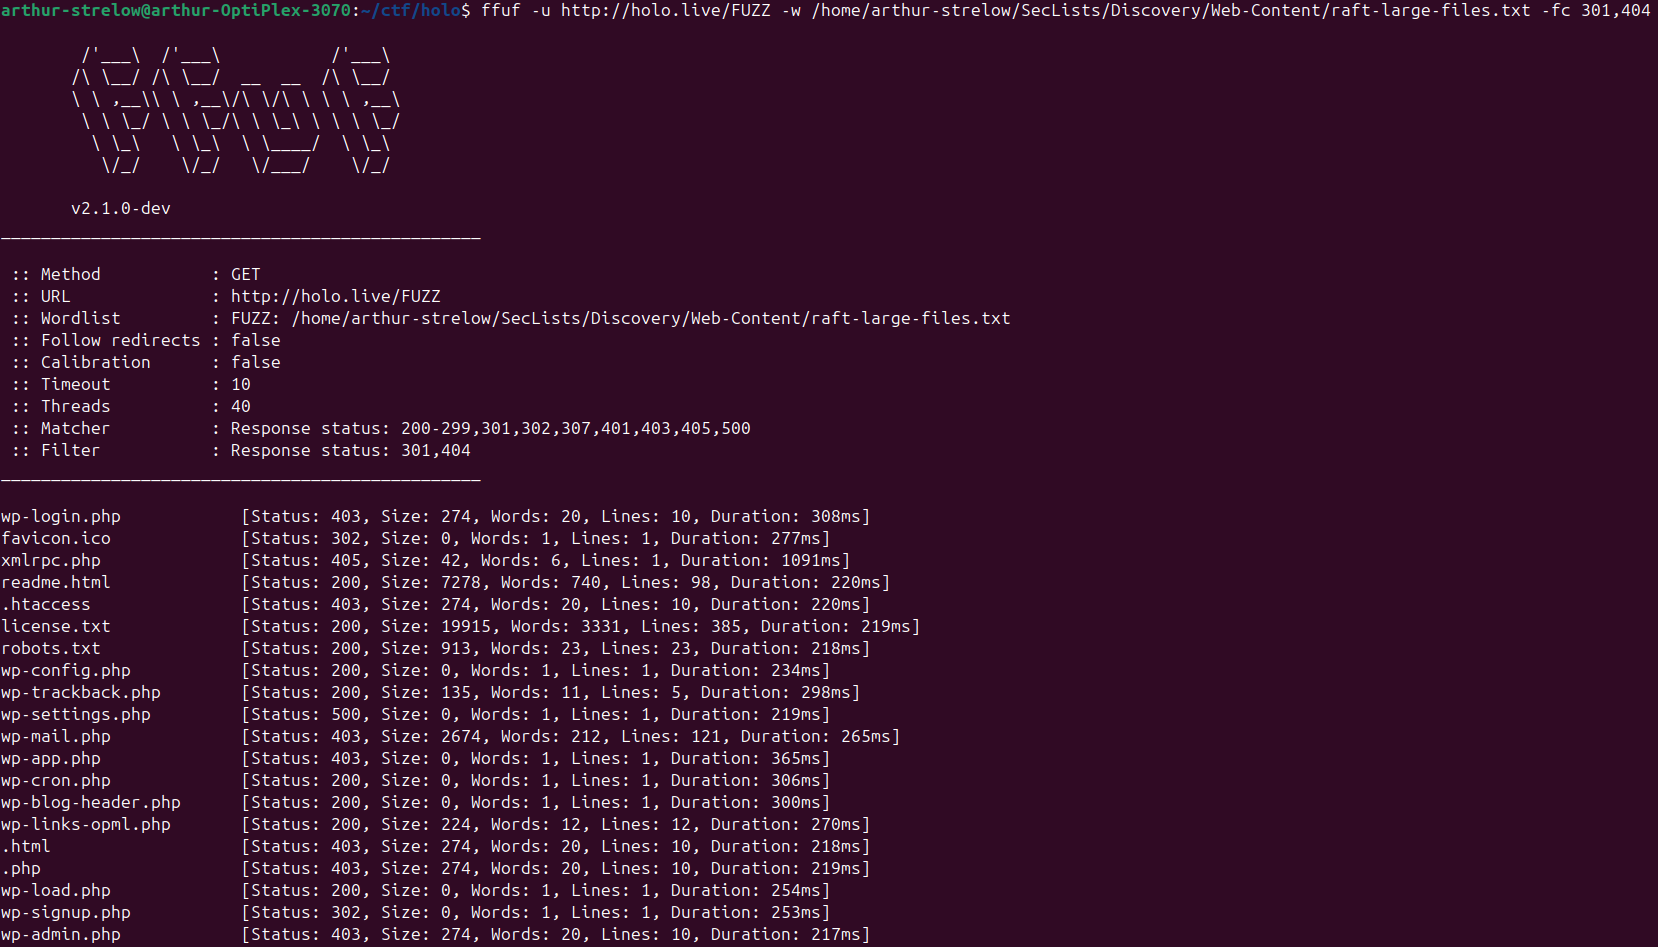 arthur-strelow@arthur-OptiPlex-3070:~/ctf/holo$ ffuf -u http://holo.live/FUZZ -w /home/arthur-strelow/SecLists/Discovery/Web-Content/raft-large-files.txt -fc 301,404

        /'___\  /'___\           /'___\
       /\ \__/ /\ \__/  __  __  /\ \__/
       \ \ ,__\\ \ ,__\/\ \/\ \ \ \ ,__\
        \ \ \_/ \ \ \_/\ \ \_\ \ \ \ \_/
         \ \_\   \ \_\  \ \____/  \ \_\
          \/_/    \/_/   \/___/    \/_/

       v2.1.0-dev
________________________________________________

 :: Method           : GET
 :: URL              : http://holo.live/FUZZ
 :: Wordlist         : FUZZ: /home/arthur-strelow/SecLists/Discovery/Web-Content/raft-large-files.txt
 :: Follow redirects : false
 :: Calibration      : false
 :: Timeout          : 10
 :: Threads          : 40
 :: Matcher          : Response status: 200-299,301,302,307,401,403,405,500
 :: Filter           : Response status: 301,404
________________________________________________

wp-login.php            [Status: 403, Size: 274, Words: 20, Lines: 10, Duration: 308ms]
favicon.ico             [Status: 302, Size: 0, Words: 1, Lines: 1, Duration: 277ms]
xmlrpc.php              [Status: 405, Size: 42, Words: 6, Lines: 1, Duration: 1091ms]
readme.html             [Status: 200, Size: 7278, Words: 740, Lines: 98, Duration: 220ms]
.htaccess               [Status: 403, Size: 274, Words: 20, Lines: 10, Duration: 220ms]
license.txt             [Status: 200, Size: 19915, Words: 3331, Lines: 385, Duration: 219ms]
robots.txt              [Status: 200, Size: 913, Words: 23, Lines: 23, Duration: 218ms]
wp-config.php           [Status: 200, Size: 0, Words: 1, Lines: 1, Duration: 234ms]
wp-trackback.php        [Status: 200, Size: 135, Words: 11, Lines: 5, Duration: 298ms]
wp-settings.php         [Status: 500, Size: 0, Words: 1, Lines: 1, Duration: 219ms]
wp-mail.php             [Status: 403, Size: 2674, Words: 212, Lines: 121, Duration: 265ms]
wp-app.php              [Status: 403, Size: 0, Words: 1, Lines: 1, Duration: 365ms]
wp-cron.php             [Status: 200, Size: 0, Words: 1, Lines: 1, Duration: 306ms]
wp-blog-header.php      [Status: 200, Size: 0, Words: 1, Lines: 1, Duration: 300ms]
wp-links-opml.php       [Status: 200, Size: 224, Words: 12, Lines: 12, Duration: 270ms]
.html                   [Status: 403, Size: 274, Words: 20, Lines: 10, Duration: 218ms]
.php                    [Status: 403, Size: 274, Words: 20, Lines: 10, Duration: 219ms]
wp-load.php             [Status: 200, Size: 0, Words: 1, Lines: 1, Duration: 254ms]
wp-signup.php           [Status: 302, Size: 0, Words: 1, Lines: 1, Duration: 253ms]
wp-admin.php            [Status: 403, Size: 274, Words: 20, Lines: 10, Duration: 217ms]